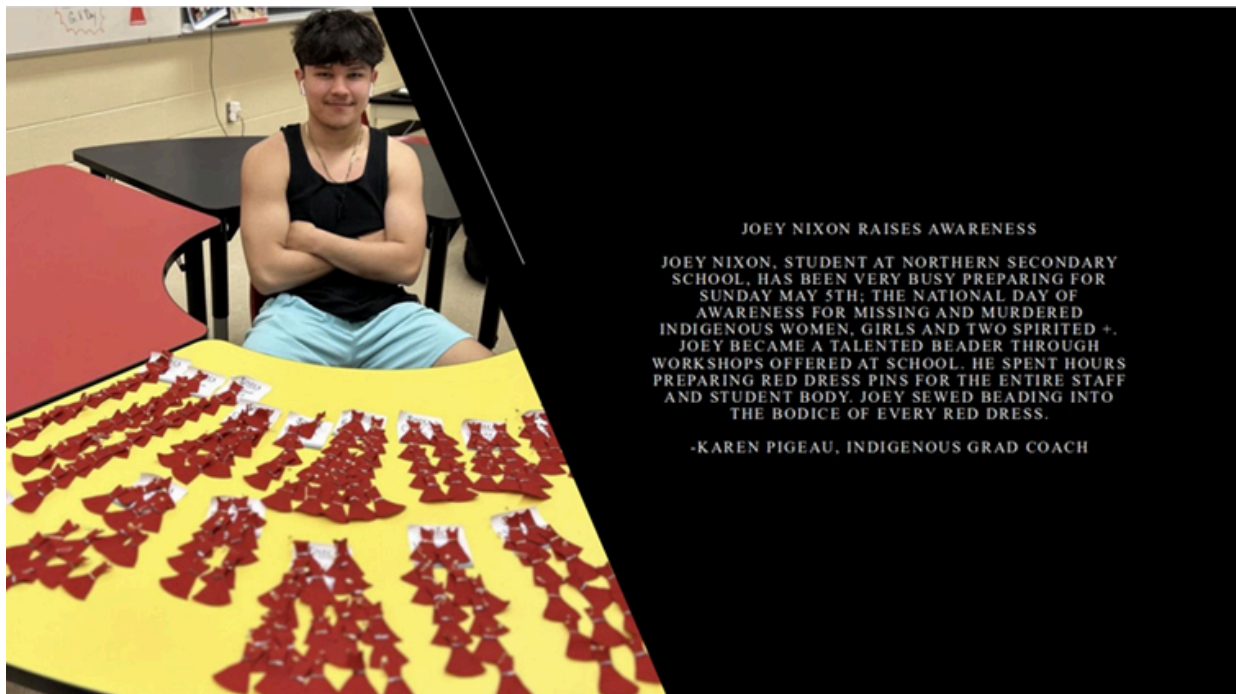 JOEY NIXON RAISES AWARENESS
JOEY NIXON, STUDENT AT NORTHERN SECONDARY
SCHOOL, HAS BEEN VERY BUSY PREPARING FOR
SUNDAY MAY 5TH; THE NATIONAL DAY OF
AWARENESS FOR MISSING AND MURDERED
INDIGENOUS WOMEN, GIRLS AND TWO SPIRITED +.
JOEY BECAME A TALENTED BEADER THROUGH
WORKSHOPS OFFERED AT SCHOOL. HE SPENT HOURS
PREPARING RED DRESS PINS FOR THE ENTIRE STAFF
AND STUDENT BODY. JOEY SEWED BEADING INTO
THE BODICE OF EVERY RED DRESS.
-KAREN PIGEAU, INDIGENOUS GRAD COACH